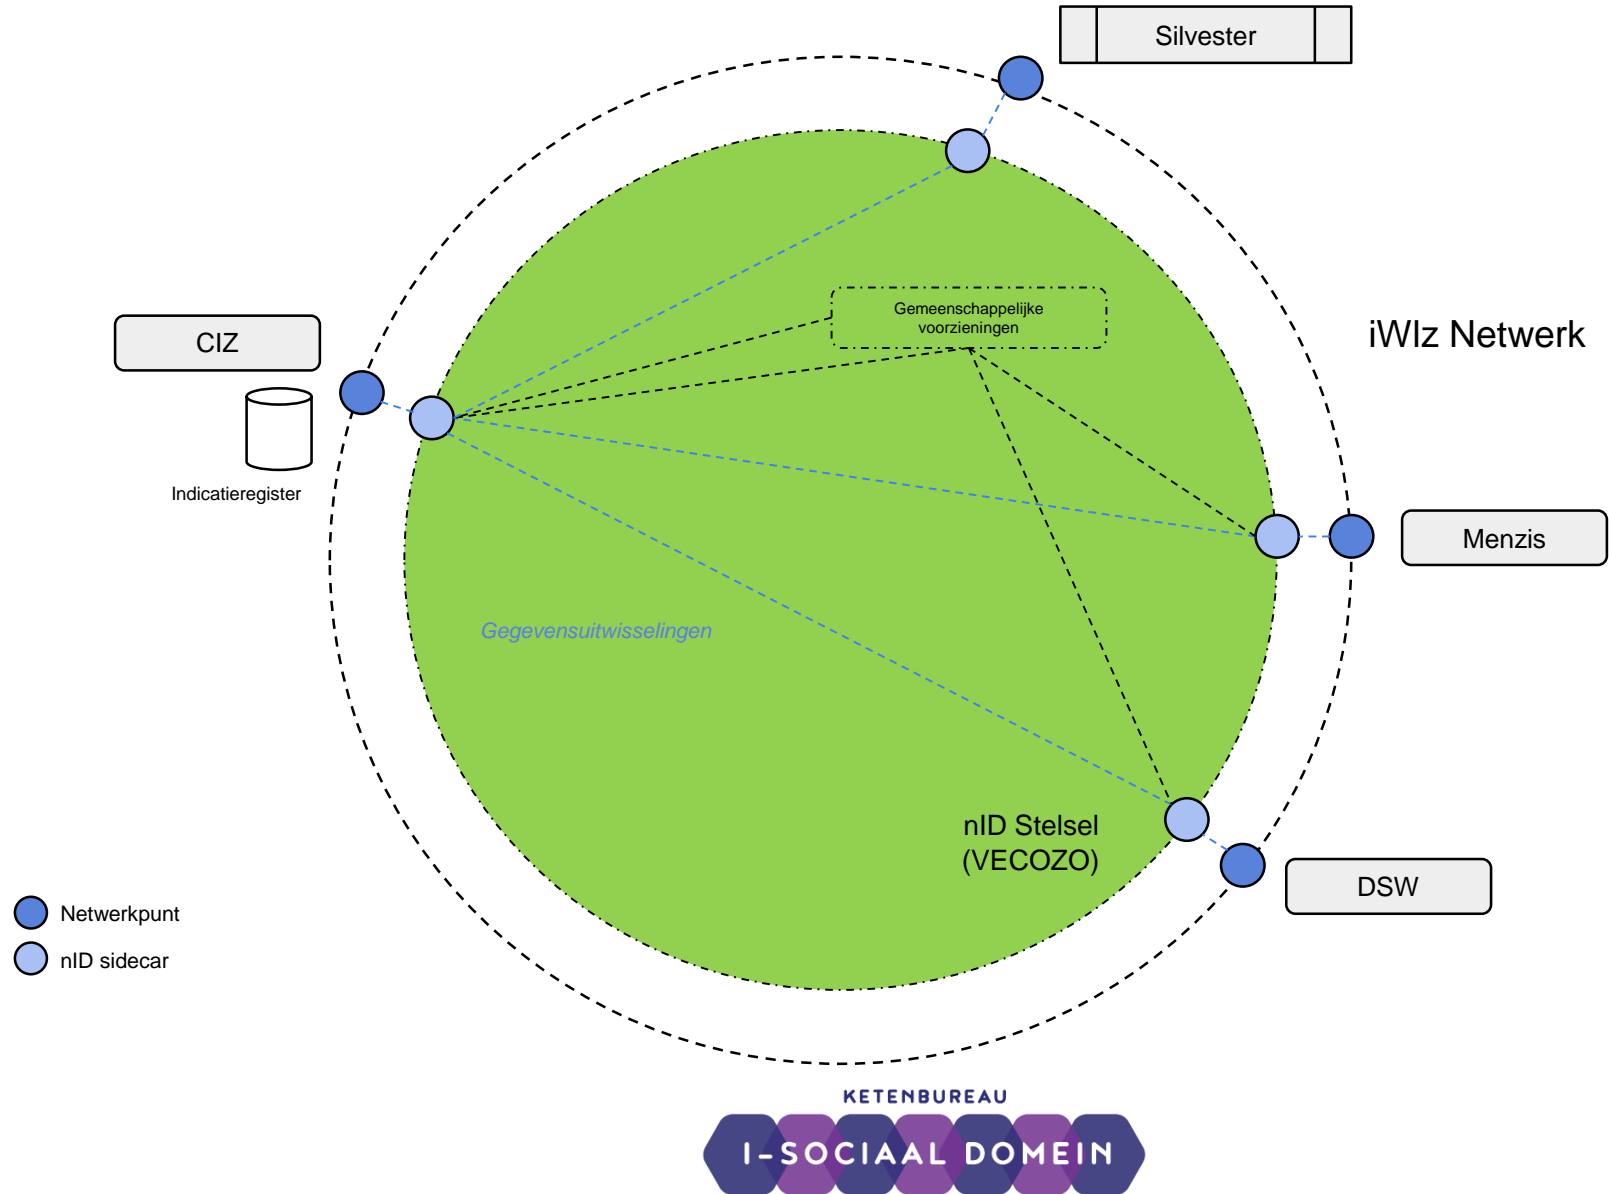 Silvester
Gemeenschappelijke
voorzieningen
iWlz Netwerk
CIZ
Indicatieregister
Menzis
Gegevensuitwisselingen
nID Stelsel
(VECOZO)
DSW
Netwerkpunt
nID sidecar
KETENBUREAU
I-SOCIAAL DOMEIN